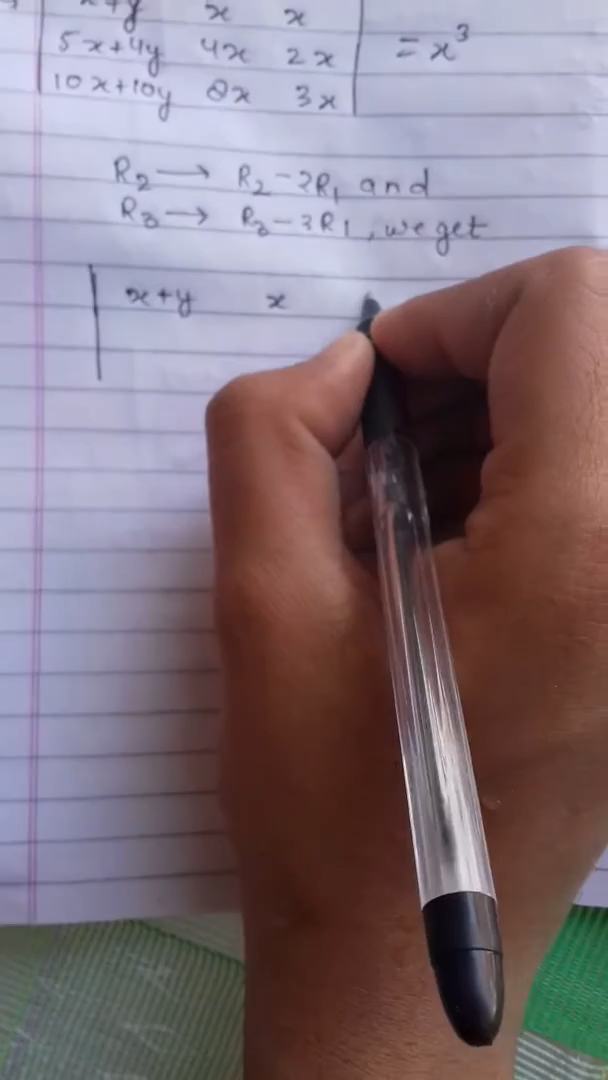 x+y x x
5x+4y 4x 2x = x³
10x+10y 8x 3x
R₂ → R₂ - 2R₁ and
R₃ → R₃ - 3R₁, we get
x+y x